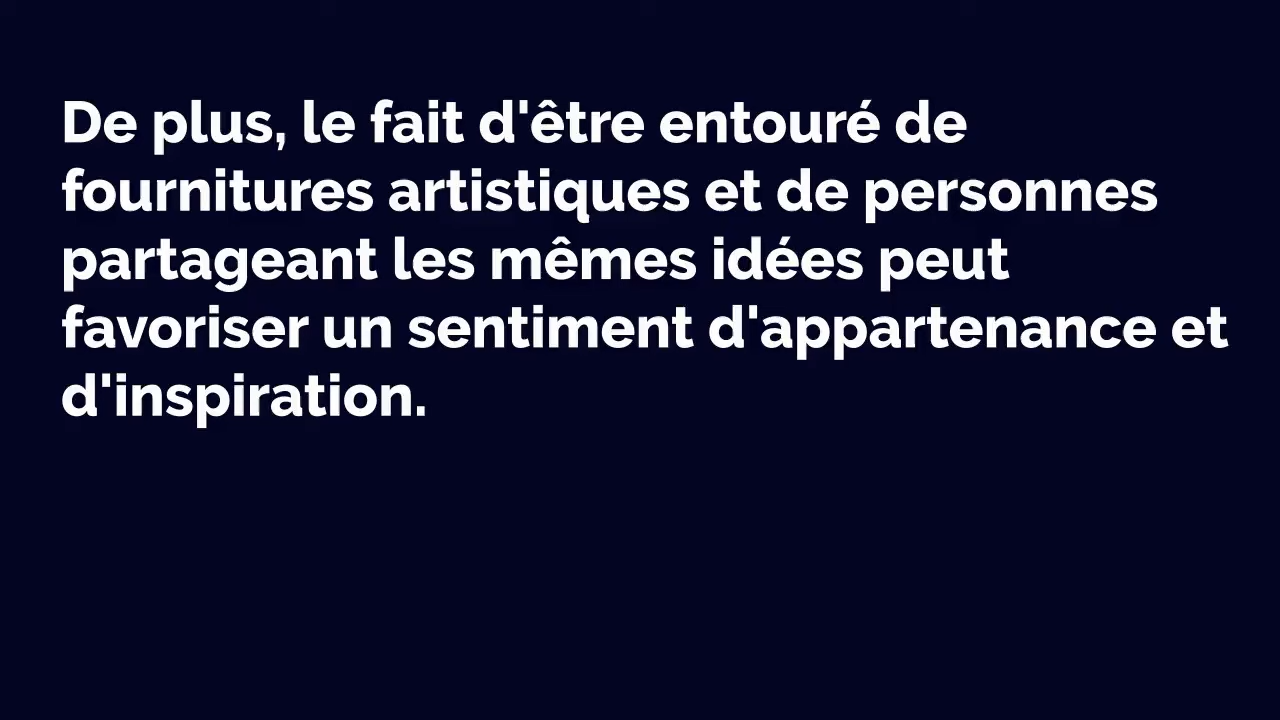 De plus, le fait d'être entouré de
fournitures artistiques et de personnes
partageant les mêmes idées peut
favoriser un sentiment d'appartenance et
d'inspiration.